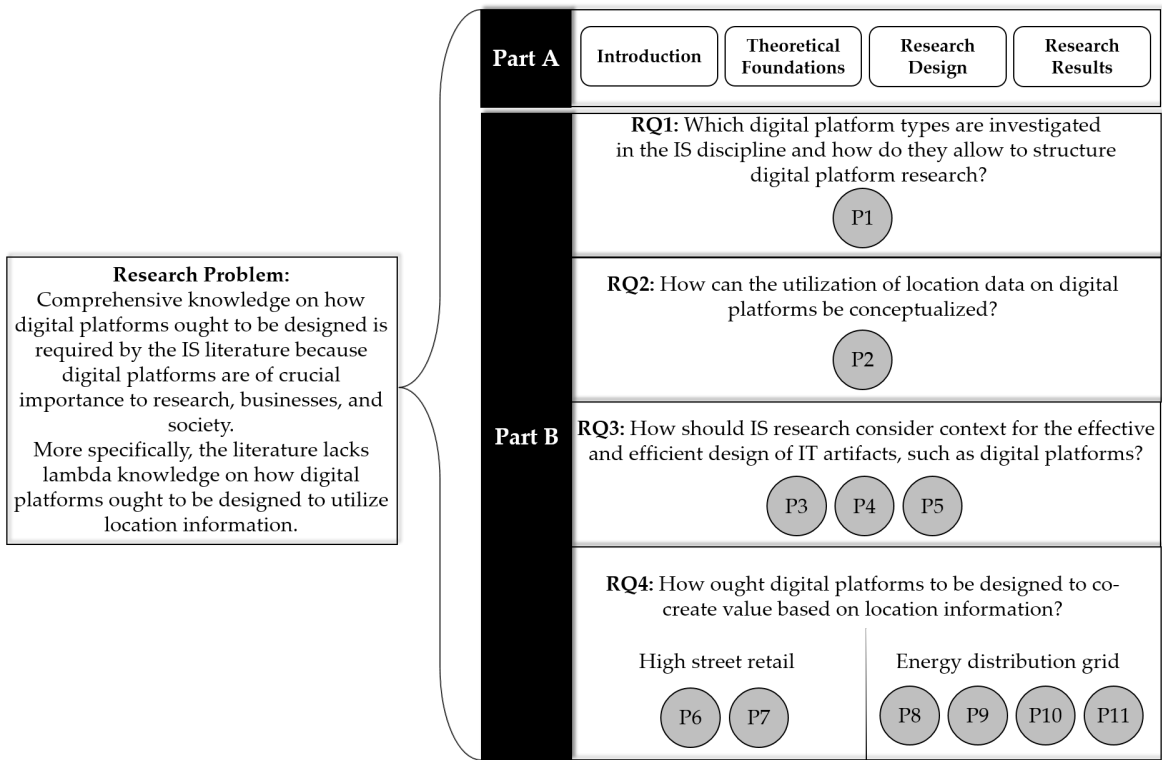 Research Problem:
Comprehensive knowledge on how
digital platforms ought to be designed is
required by the IS literature because
digital platforms are of crucial
importance to research, businesses, and
society.
More specifically, the literature lacks
lambda knowledge on how digital
platforms ought to be designed to utilize
location information.
Part A
Introduction
Theoretical
Foundations
Research
Design
Research
Results
Part B
RQ1: Which digital platform types are investigated
in the IS discipline and how do they allow to structure
digital platform research?
P1
RQ2: How can the utilization of location data on digital
platforms be conceptualized?
P2
RQ3: How should IS research consider context for the effective
and efficient design of IT artifacts, such as digital platforms?
P3 P4 P5
RQ4: How ought digital platforms to be designed to co-
create value based on location information?
High street retail
P6 P7
Energy distribution grid
P8 P9 P10 P11